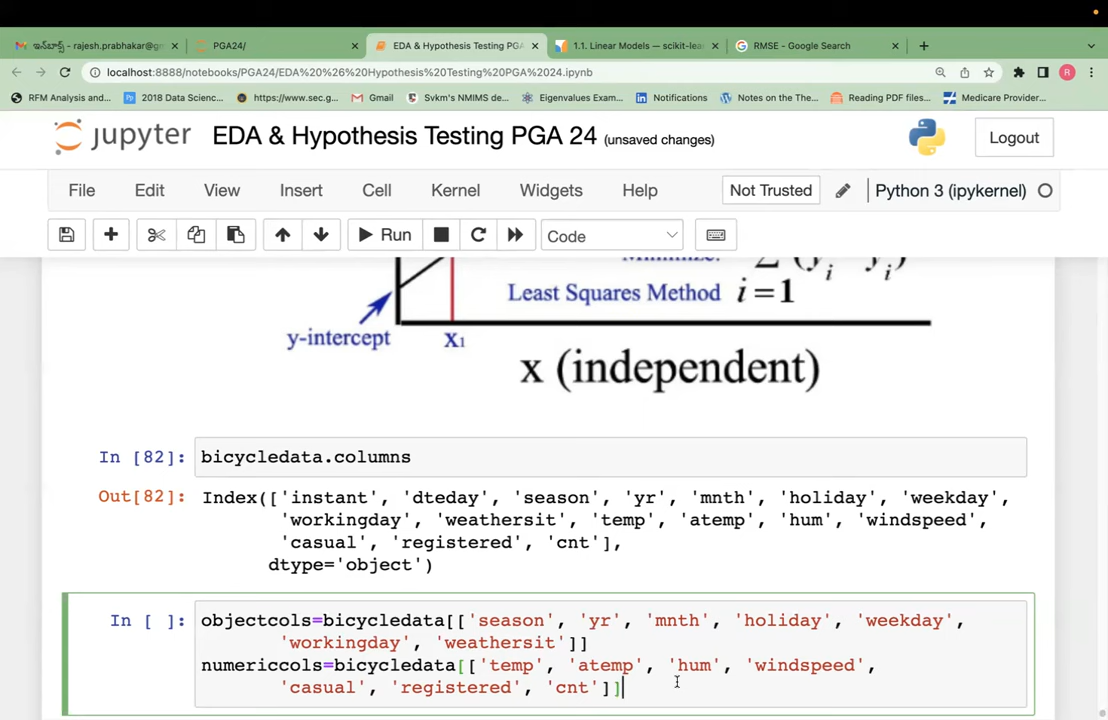 ఇన్‌బాక్స్ - rajesh.prabhakar@gm
PGA24/
EDA & Hypothesis Testing PGA
1.1. Linear Models — scikit-lea
RMSE - Google Search
localhost:8888/notebooks/PGA24/EDA%20%26%20Hypothesis%20Testing%20PGA%2024.ipynb
RFM Analysis and...
2018 Data Scienc...
https://www.sec.g...
Gmail
Svkm's NMIMS de...
Eigenvalues Exam...
Notifications
Notes on the The...
Reading PDF files...
Medicare Provider...
jupyter EDA & Hypothesis Testing PGA 24 (unsaved changes)
Logout
File Edit View Insert Cell Kernel Widgets Help
Not Trusted
Python 3 (ipykernel)
Run
Code
Least Squares Method i=1
y-intercept
x1
x (independent)
In [82]: bicycledata.columns
Out[82]: Index(['instant', 'dteday', 'season', 'yr', 'mnth', 'holiday', 'weekday',
'workingday', 'weathersit', 'temp', 'atemp', 'hum', 'windspeed',
'casual', 'registered', 'cnt'],
dtype='object')
In [ ]: objectcols=bicycledata[['season', 'yr', 'mnth', 'holiday', 'weekday',
'workingday', 'weathersit']]
numericcols=bicycledata[['temp', 'atemp', 'hum', 'windspeed',
'casual', 'registered', 'cnt']]